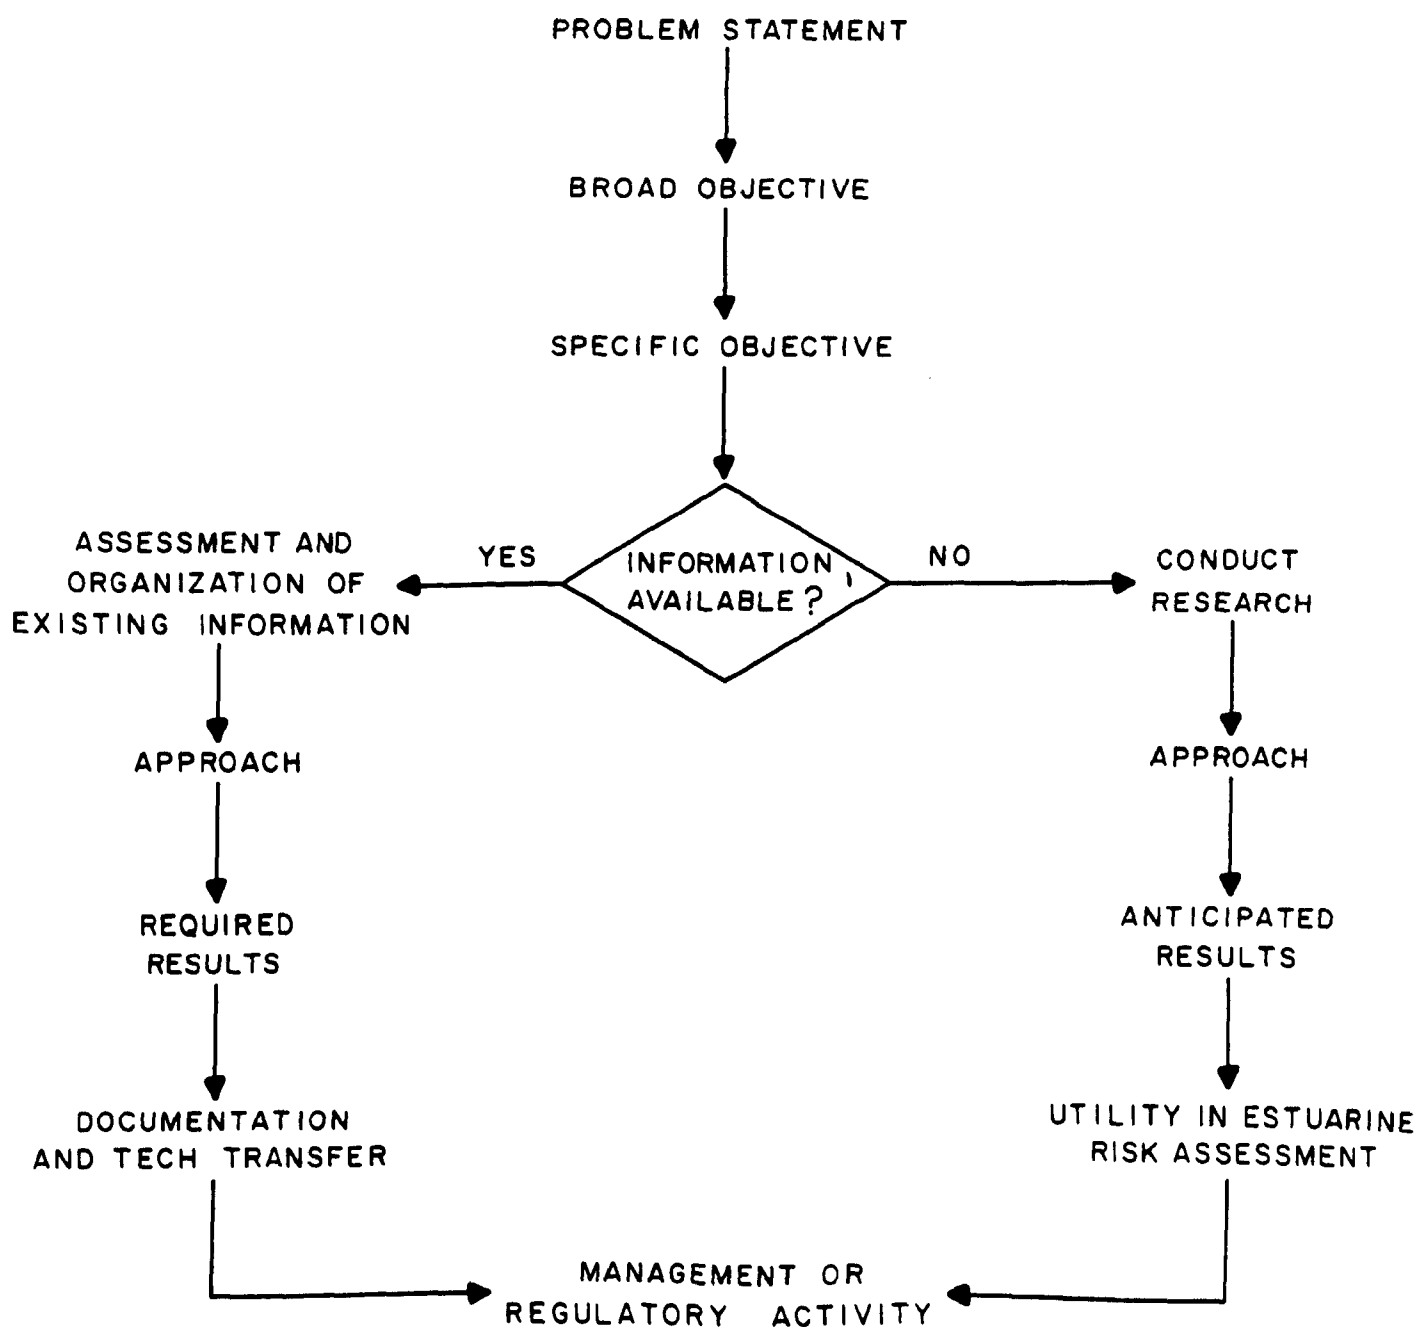 PROBLEM STATEMENT
BROAD OBJECTIVE
SPECIFIC OBJECTIVE
INFORMATION
AVAILABLE?
YES
ASSESSMENT AND
ORGANIZATION OF
EXISTING INFORMATION
APPROACH
REQUIRED
RESULTS
DOCUMENTATION
AND TECH TRANSFER
NO
CONDUCT
RESEARCH
APPROACH
ANTICIPATED
RESULTS
UTILITY IN ESTUARINE
RISK ASSESSMENT
MANAGEMENT OR
REGULATORY ACTIVITY